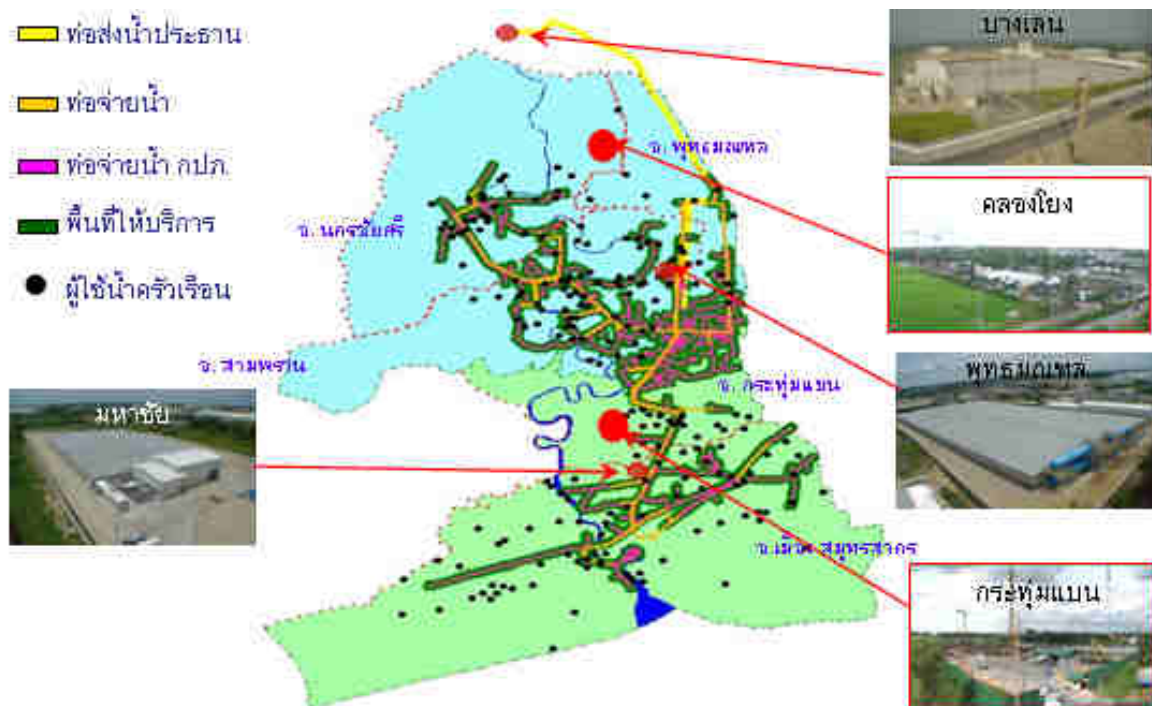 ท่อส่งน้ำประธาน
ท่อจ่ายน้ำ
ท่อจ่ายน้ำ กปภ.
พื้นที่ให้บริการ
ผู้ใช้น้ำครัวเรือน
บางเลน
อ. พุทธมณฑล
คลองโยง
อ. นครชัยศรี
อ. สามพราน
พุทธมณฑล
อ. กระทุ่มแบน
มหาชัย
อ.เมือง สมุทรสาคร
กระทุ่มแบน